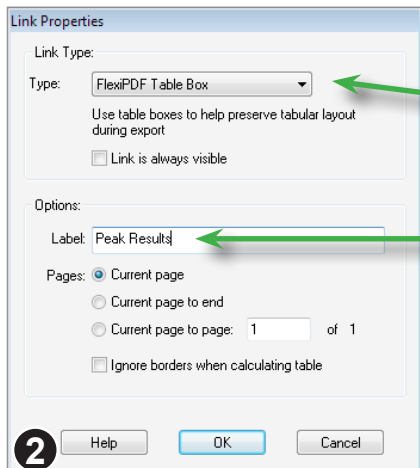 Link Properties
Link Type:
Type: FlexiPDF Table Box
Use table boxes to help preserve tabular layout
during export
Link is always visible
Options:
Label: Peak Results
Pages: Current page
Current page to end
Current page to page: 1 of 1
Ignore borders when calculating table
2 Help OK Cancel